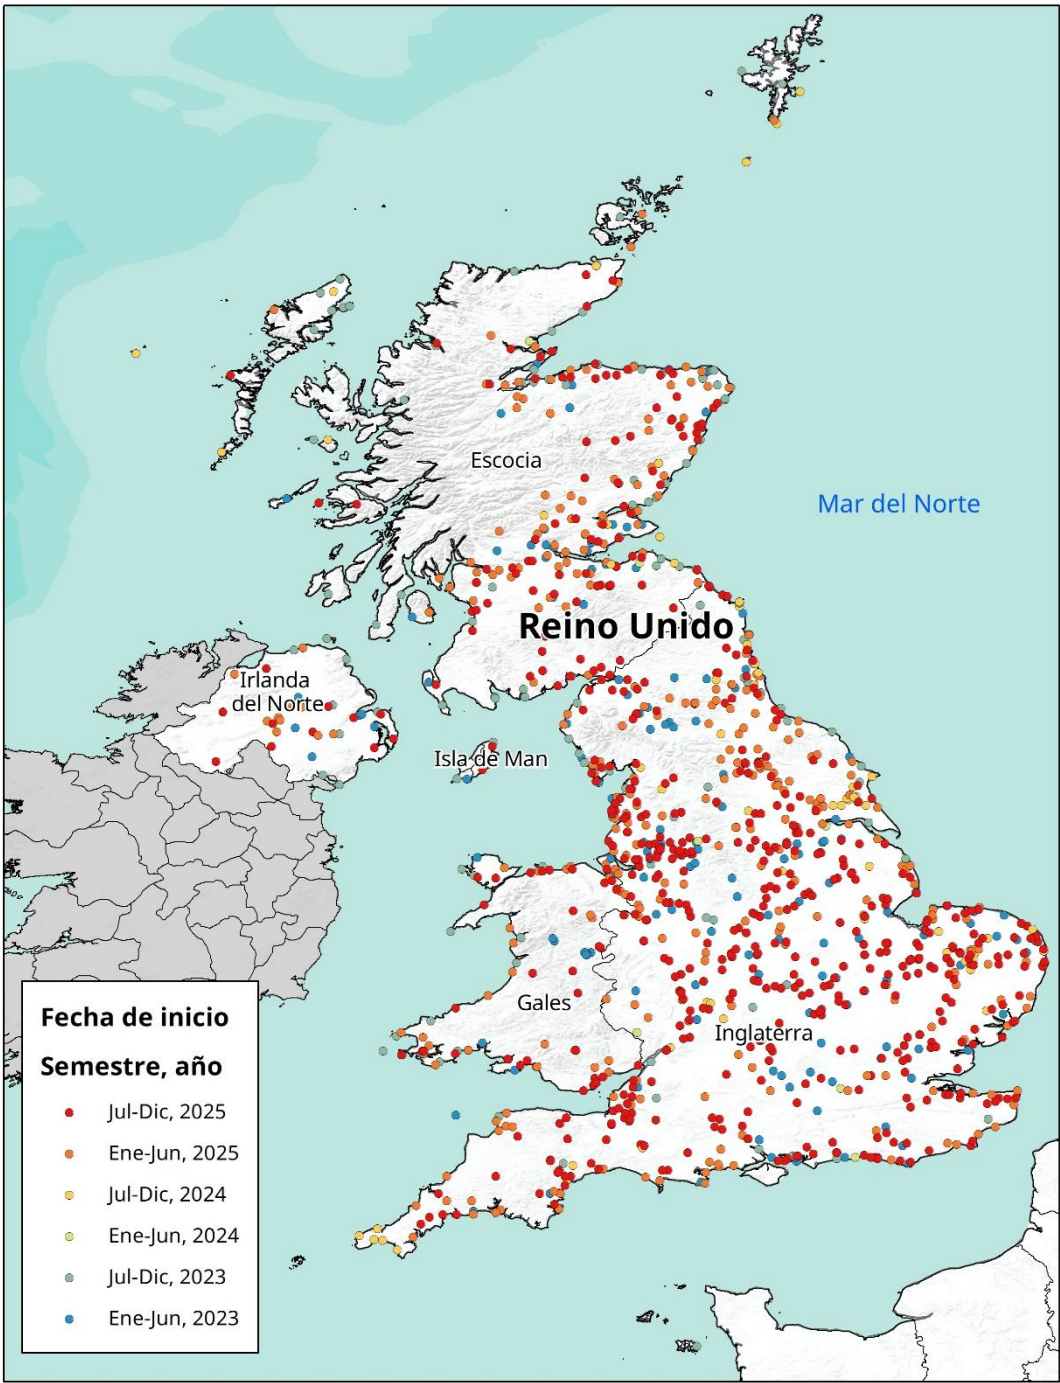 Escocia
Mar del Norte
Reino Unido
Irlanda
del Norte
Isla de Man
Gales
Inglaterra
Fecha de inicio
Semestre, año
Jul-Dic, 2025
Ene-Jun, 2025
Jul-Dic, 2024
Ene-Jun, 2024
Jul-Dic, 2023
Ene-Jun, 2023